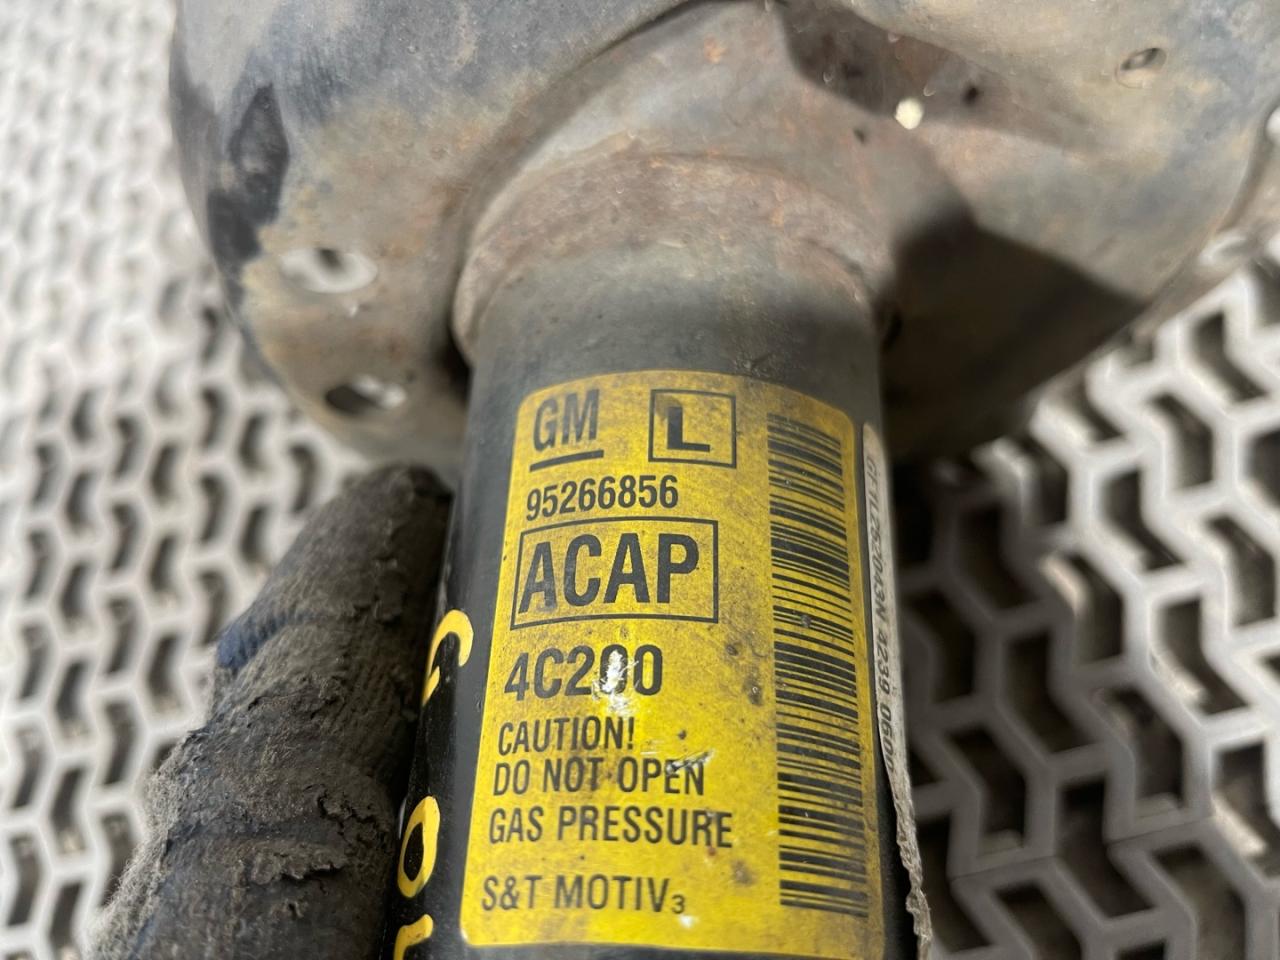 GM L
95266856
ACAP
4C200
CAUTION!
DO NOT OPEN
GAS PRESSURE
S&T MOTIV₃